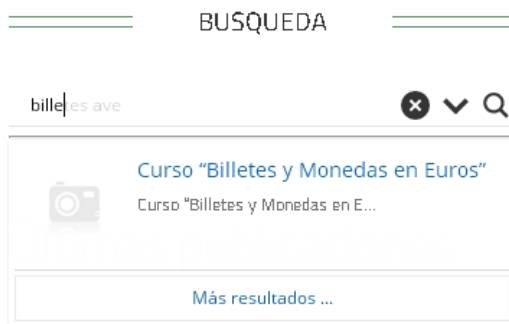 BUSQUEDA
billetes ave
Curso “Billetes y Monedas en Euros”
Curso “Billetes y Monedas en E...
Más resultados ...